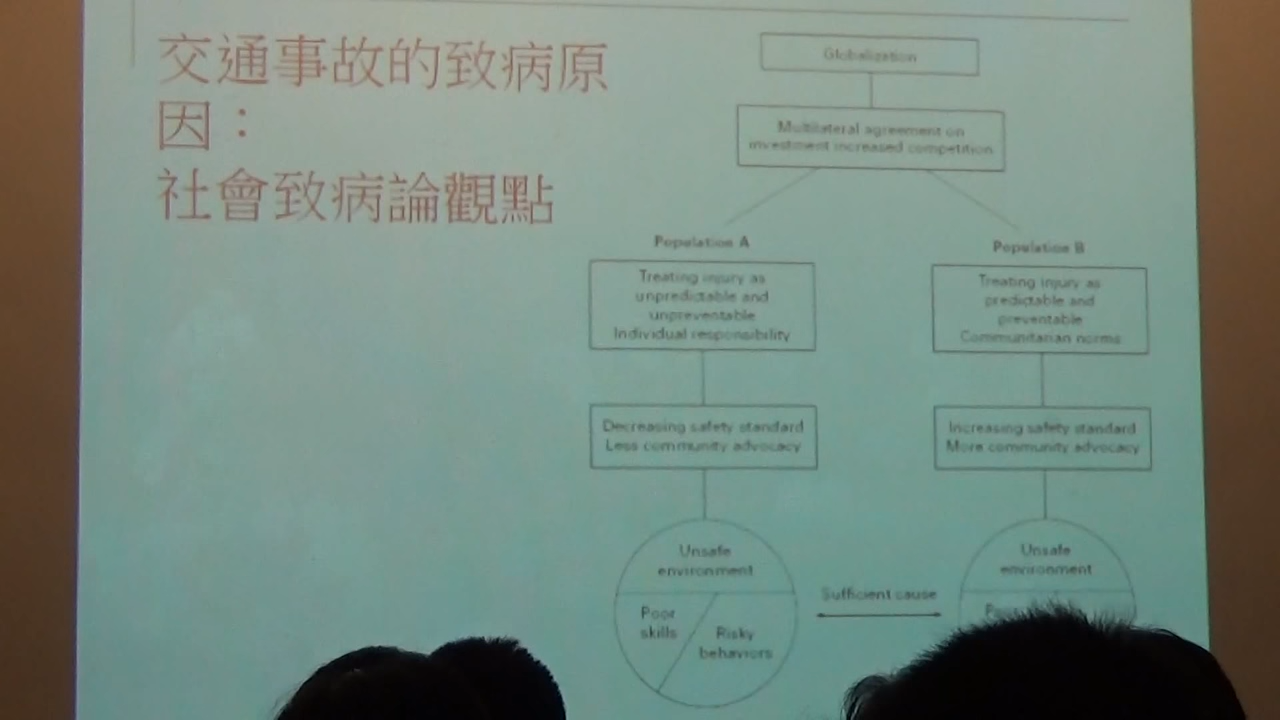 交通事故的致病原
因：
社會致病論觀點
Globalization
Multilateral agreement on
investment increased competition
Population A
Treating injury as
unpredictable and
unpreventable
Individual responsibility
Decreasing safety standard
Less community advocacy
Unsafe
environment
Poor
skills
Risky
behaviors
Sufficient cause
Population B
Treating injury as
predictable and
preventable
Communitarian norms
Increasing safety standard
More community advocacy
Unsafe
environment